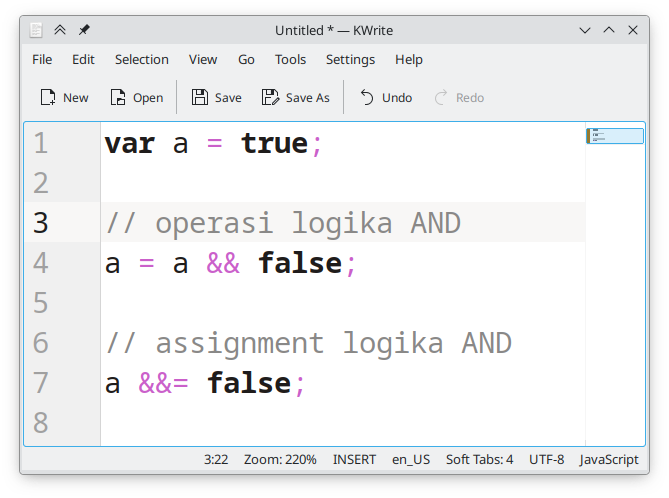 Untitled * — KWrite
File Edit Selection View Go Tools Settings Help
New Open Save Save As Undo Redo
1 var a = true;
2
3 // operasi logika AND
4 a = a && false;
5
6 // assignment logika AND
7 a &&= false;
8
3:22 Zoom: 220% INSERT en_US Soft Tabs: 4 UTF-8 JavaScript